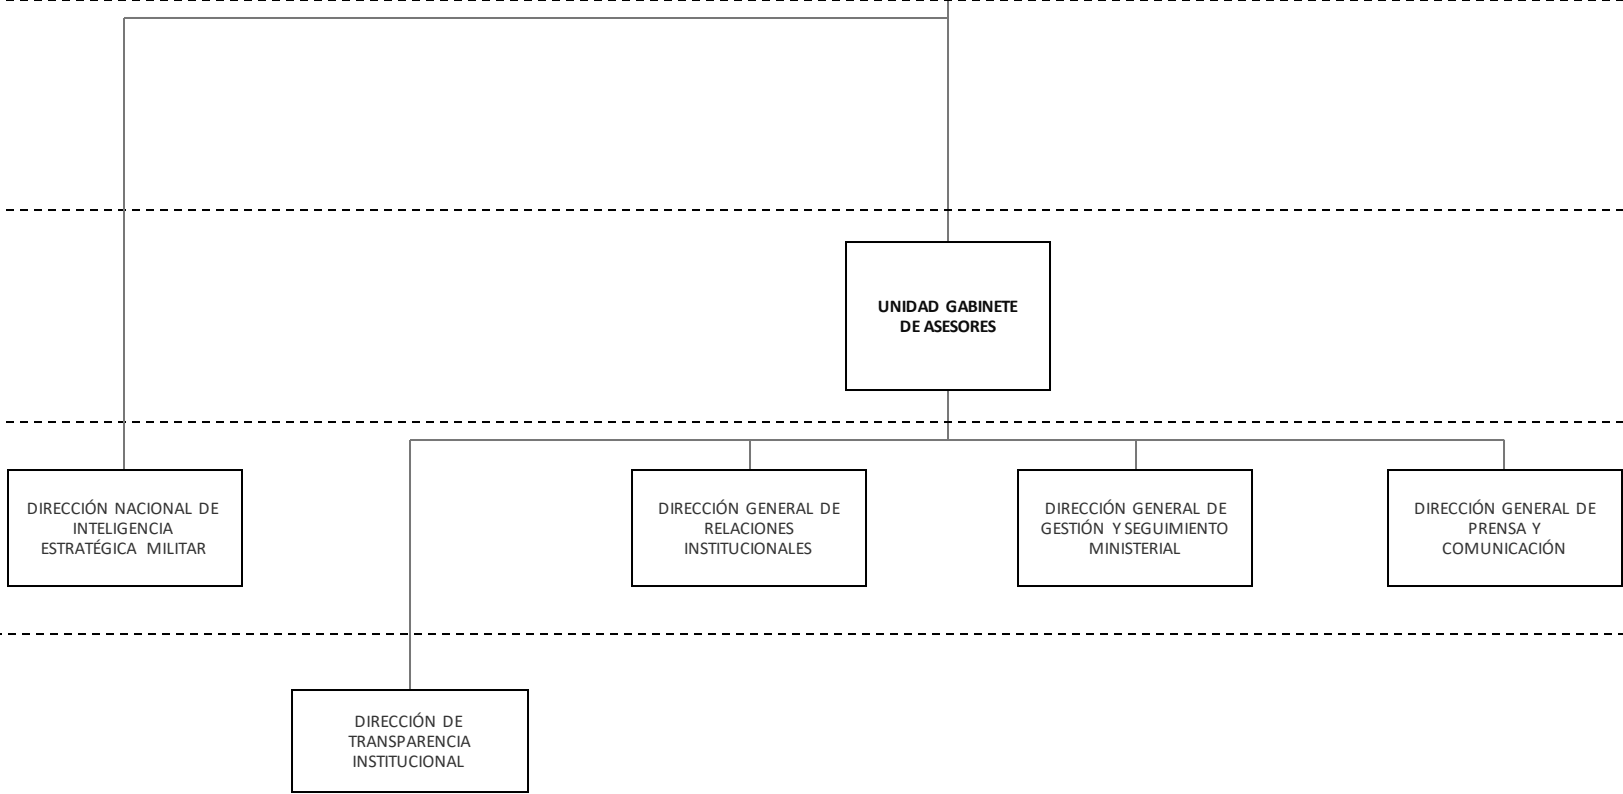 UNIDAD GABINETE
DE ASESORES
DIRECCIÓN NACIONAL DE
INTELIGENCIA
ESTRATÉGICA MILITAR
DIRECCIÓN GENERAL DE
RELACIONES
INSTITUCIONALES
DIRECCIÓN GENERAL DE
GESTIÓN Y SEGUIMIENTO
MINISTERIAL
DIRECCIÓN GENERAL DE
PRENSA Y
COMUNICACIÓN
DIRECCIÓN DE
TRANSPARENCIA
INSTITUCIONAL